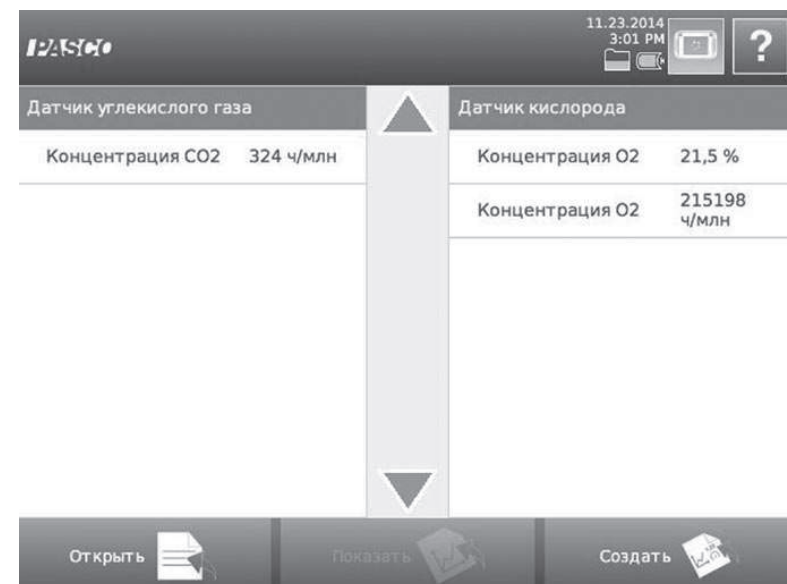 PASCO
11.23.2014
3:01 PM
?
Датчик углекислого газа
Концентрация CO2 324 ч/млн
Датчик кислорода
Концентрация O2 21,5 %
Концентрация O2 215198
ч/млн
Открыть
Показать
Создать